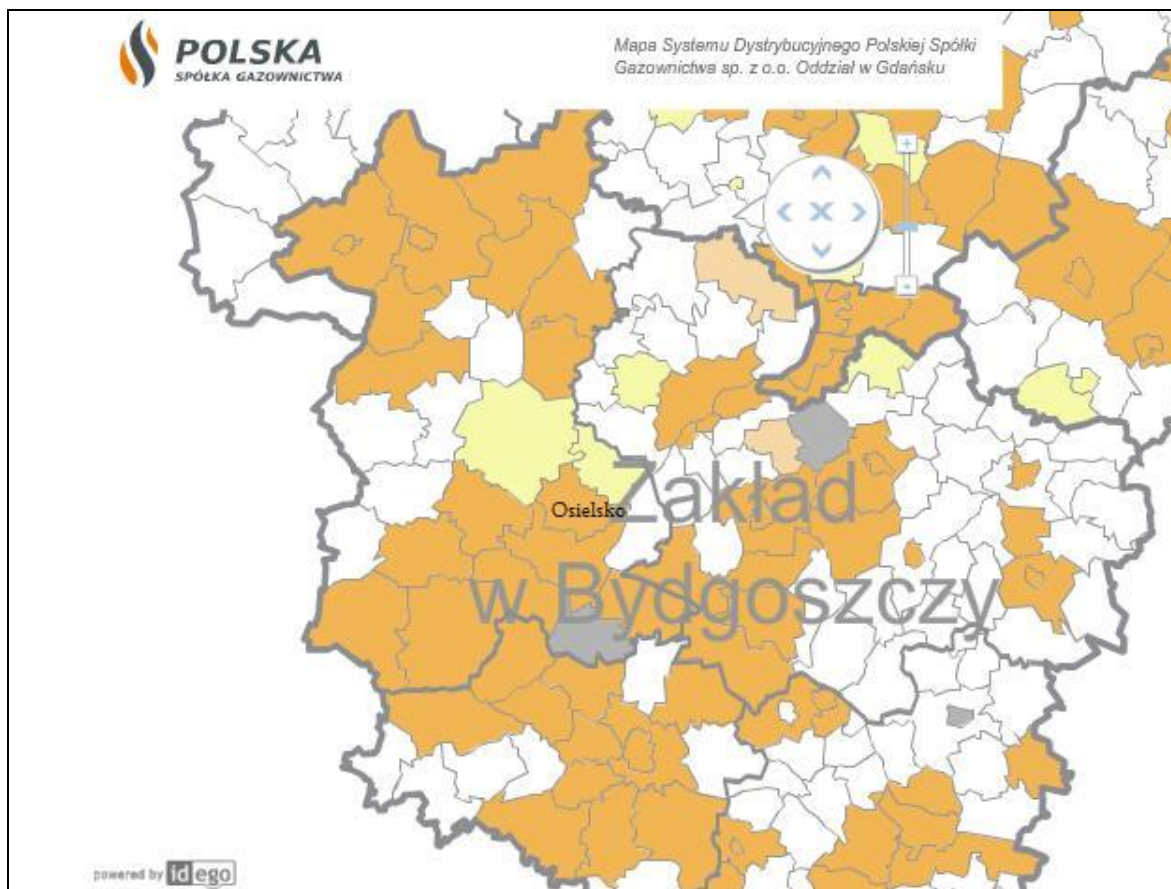 POLSKA
SPÓŁKA GAZOWNICTWA
Mapa Systemu Dystrybucyjnego Polskiej Spółki
Gazownictwa sp. z o.o. Oddział w Gdańsku
Zakład
Osielsko
w Bydgoszczy
powered by idego